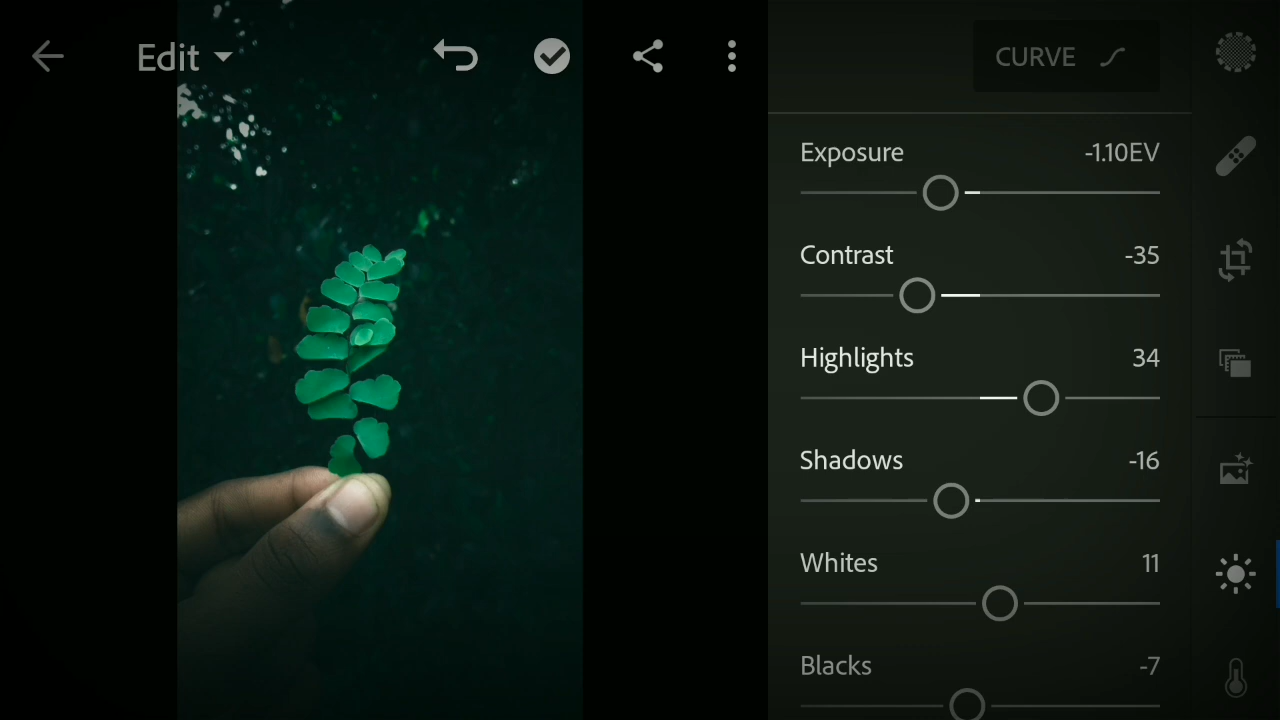 Edit
CURVE
Exposure -1.10EV
Contrast -35
Highlights 34
Shadows -16
Whites 11
Blacks -7